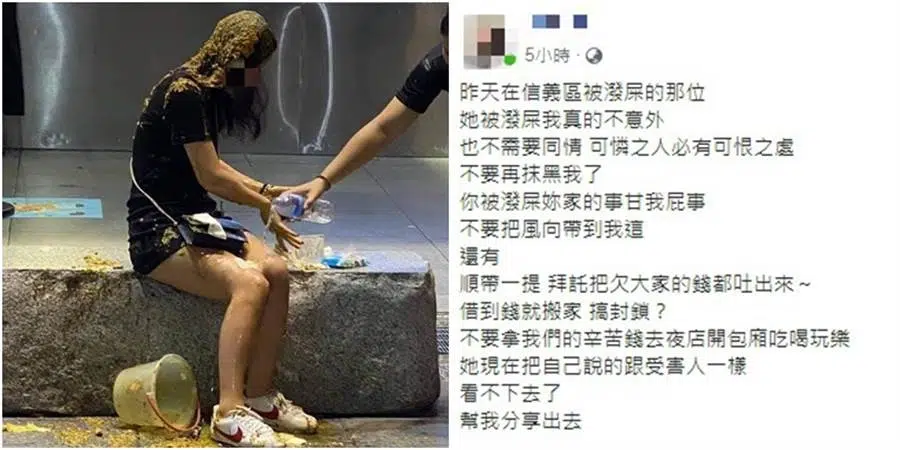 5小時
昨天在信義區被潑屎的那位
她被潑屎我真的不意外
也不需要同情 可憐之人必有可恨之處
不要再抹黑我了
你被潑屎妳家的事甘我屁事
不要把風向帶到我這
還有
順帶一提 拜託把欠大家的錢都吐出來~
借到錢就搬家 搞封鎖?
不要拿我們的辛苦錢去夜店開包廂吃喝玩樂
她現在把自己說的跟受害人一樣
看不下去了
幫我分享出去